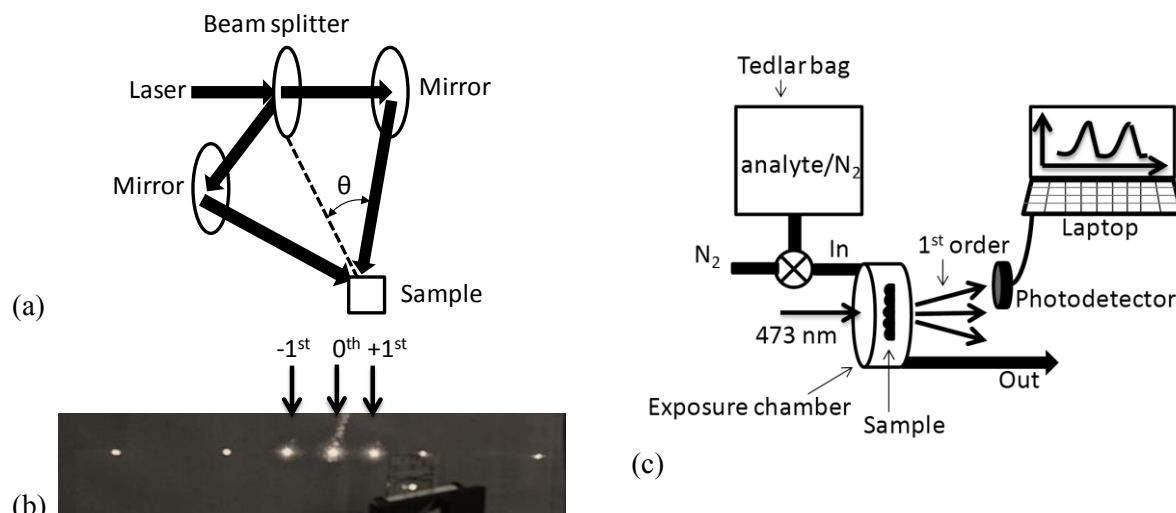 Beam splitter
Laser
Mirror
Mirror
θ
Sample
(a)
-1st 0th +1st
(b)
Tedlar bag
analyte/N2
N2
In
1st order
Laptop
Photodetector
473 nm
Out
Exposure chamber
Sample
(c)